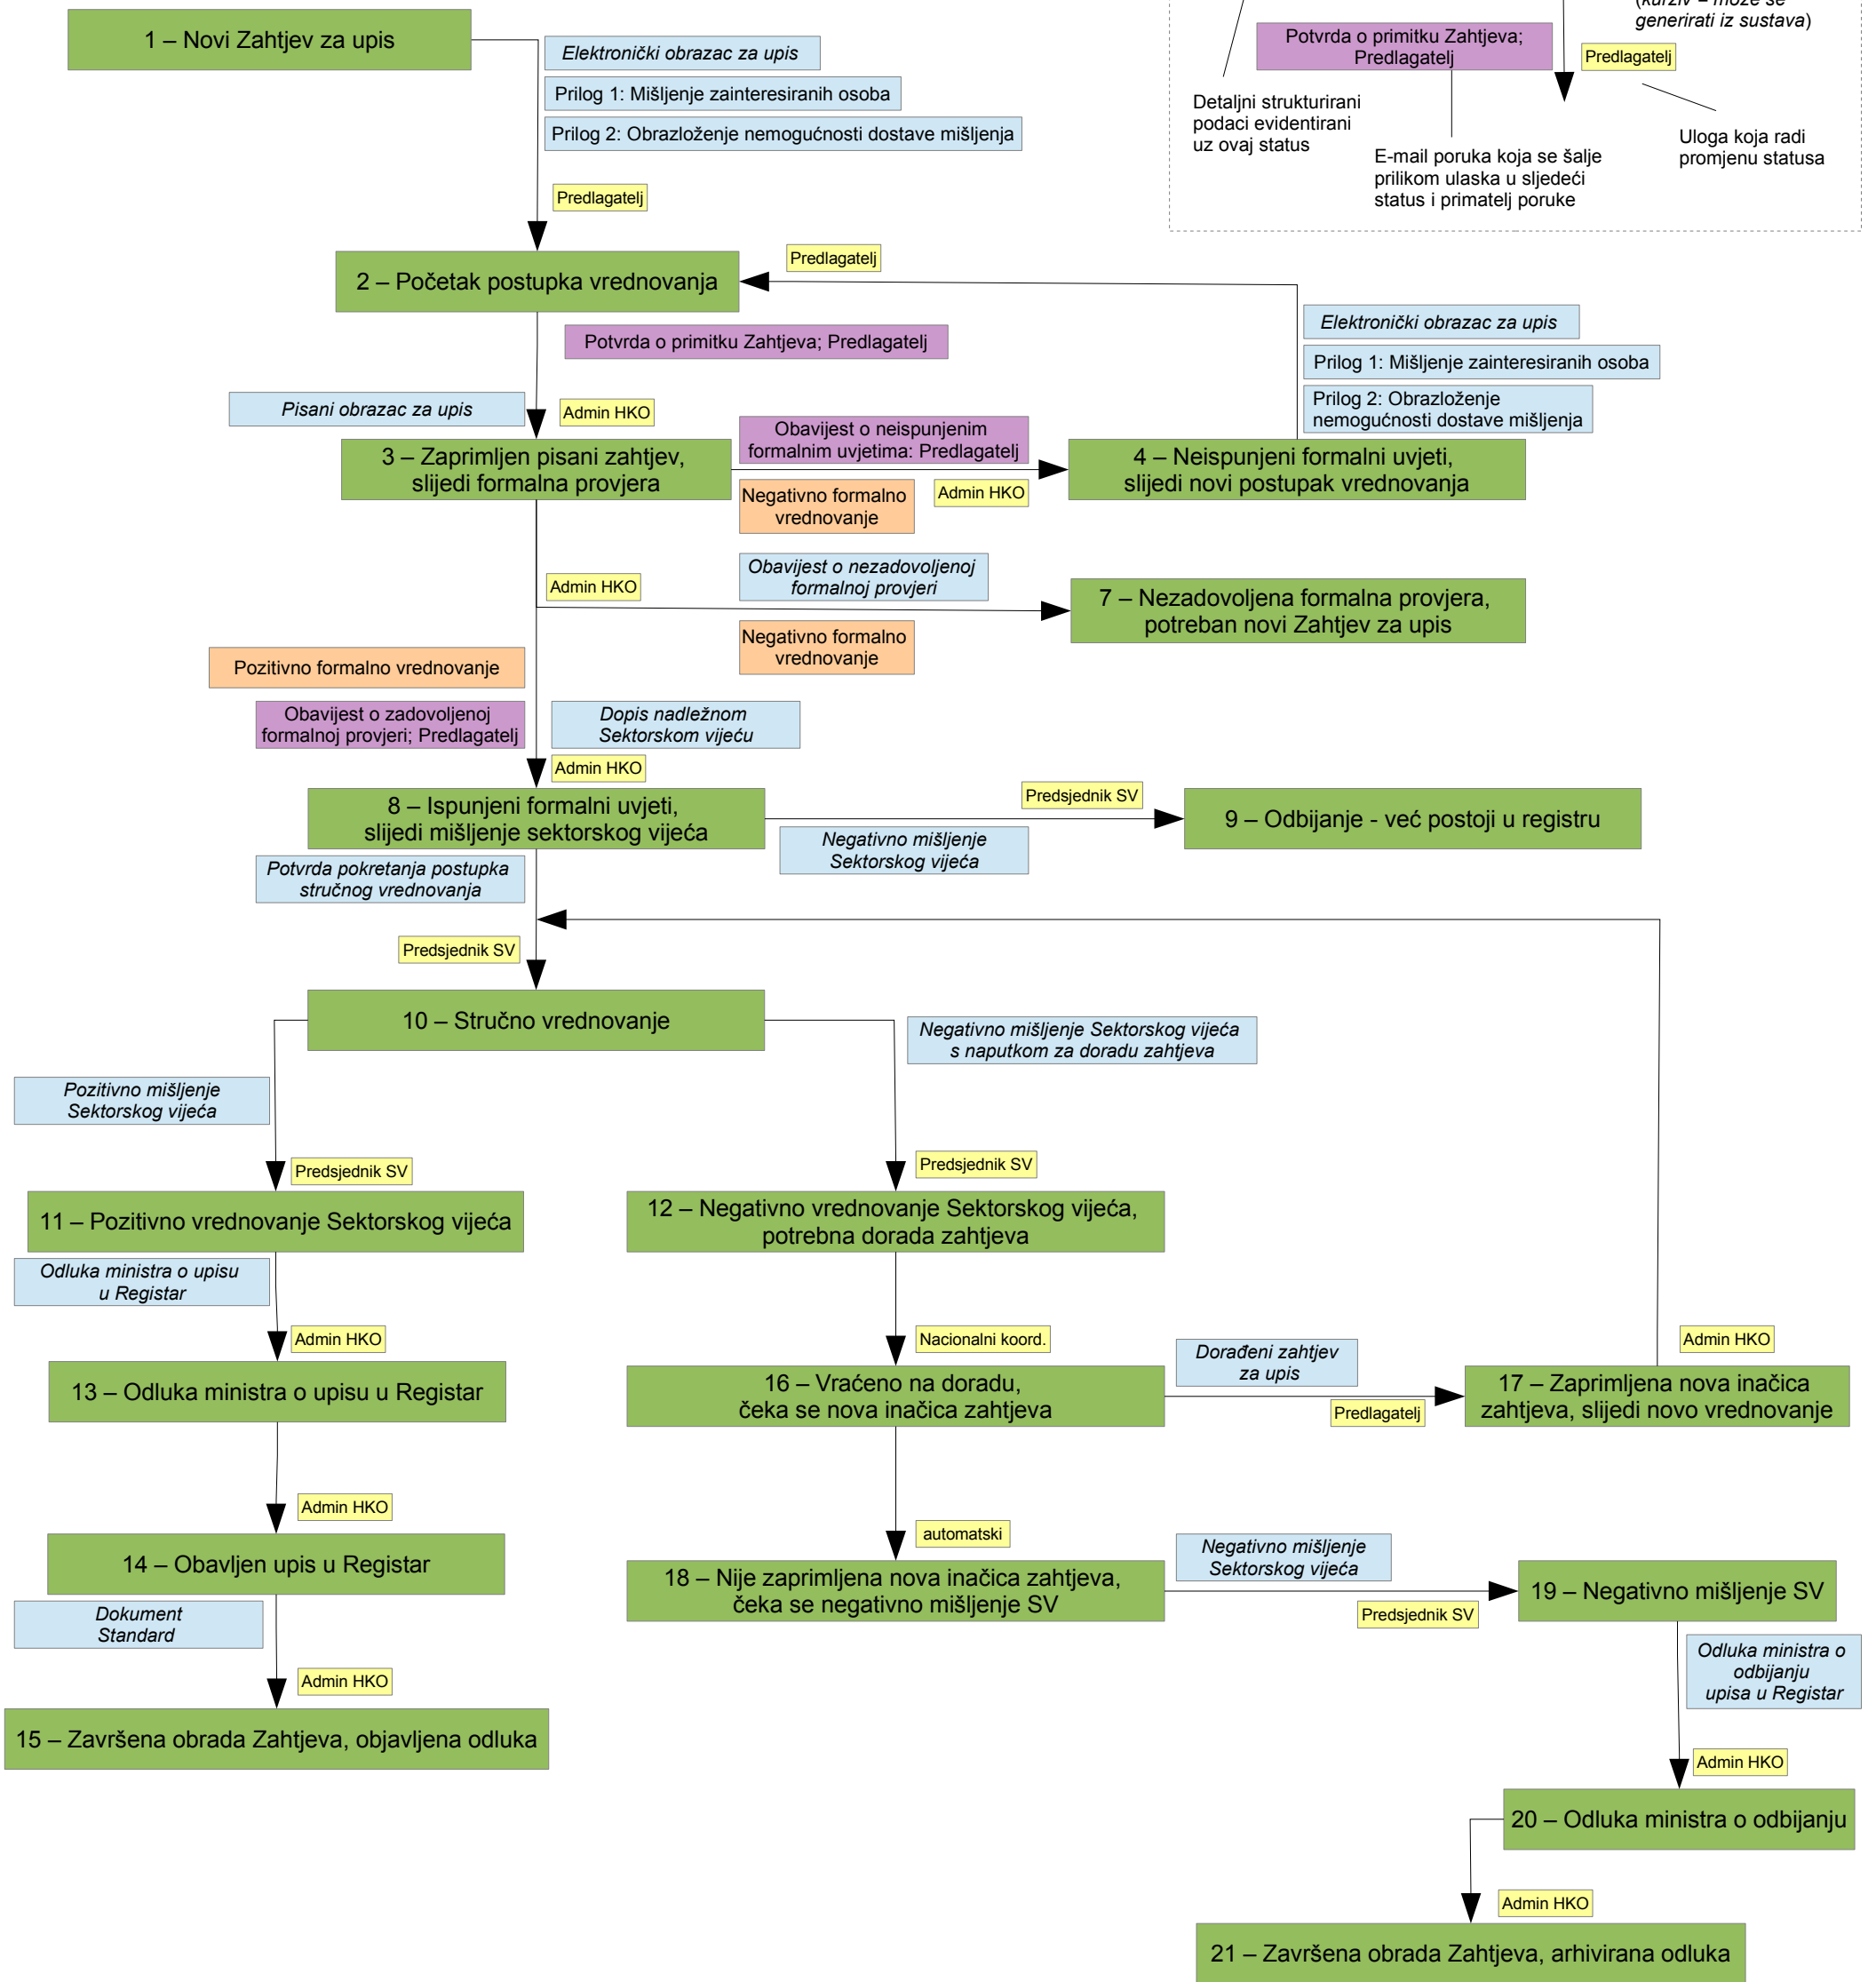 (kurziv – može se
generirati iz sustava)
1 – Novi Zahtjev za upis
Potvrda o primitku Zahtjeva;
Predlagatelj
Predlagatelj
Elektronički obrazac za upis
Prilog 1: Mišljenje zainteresiranih osoba
Prilog 2: Obrazloženje nemogućnosti dostave mišljenja
Detaljni strukturirani
podaci evidentirani
uz ovaj status
E-mail poruka koja se šalje
prilikom ulaska u sljedeći
status i primatelj poruke
Uloga koja radi
promjenu statusa
Predlagatelj
Predlagatelj
2 – Početak postupka vrednovanja
Elektronički obrazac za upis
Prilog 1: Mišljenje zainteresiranih osoba
Prilog 2: Obrazloženje
nemogućnosti dostave mišljenja
Potvrda o primitku Zahtjeva; Predlagatelj
Pisani obrazac za upis
Admin HKO
3 – Zaprimljen pisani zahtjev,
slijedi formalna provjera
Obavijest o neispunjenim
formalnim uvjetima: Predlagatelj
Negativno formalno
vrednovanje
Admin HKO
4 – Neispunjeni formalni uvjeti,
slijedi novi postupak vrednovanja
Admin HKO
Obavijest o nezadovoljenoj
formalnoj provjeri
Negativno formalno
vrednovanje
7 – Nezadovoljena formalna provjera,
potreban novi Zahtjev za upis
Pozitivno formalno vrednovanje
Obavijest o zadovoljenoj
formalnoj provjeri; Predlagatelj
Dopis nadležnom
Sektorskom vijeću
Admin HKO
8 – Ispunjeni formalni uvjeti,
slijedi mišljenje sektorskog vijeća
Predsjednik SV
Negativno mišljenje
Sektorskog vijeća
9 – Odbijanje - već postoji u registru
Potvrda pokretanja postupka
stručnog vrednovanja
Predsjednik SV
10 – Stručno vrednovanje
Negativno mišljenje Sektorskog vijeća
s naputkom za doradu zahtjeva
Pozitivno mišljenje
Sektorskog vijeća
Predsjednik SV
Predsjednik SV
11 – Pozitivno vrednovanje Sektorskog vijeća
12 – Negativno vrednovanje Sektorskog vijeća,
potrebna dorada zahtjeva
Odluka ministra o upisu
u Registar
Admin HKO
Nacionalni koord.
Dorađeni zahtjev
za upis
Admin HKO
13 – Odluka ministra o upisu u Registar
16 – Vraćeno na doradu,
čeka se nova inačica zahtjeva
Predlagatelj
17 – Zaprimljena nova inačica
zahtjeva, slijedi novo vrednovanje
Admin HKO
automatski
14 – Obavljen upis u Registar
18 – Nije zaprimljena nova inačica zahtjeva,
čeka se negativno mišljenje SV
Negativno mišljenje
Sektorskog vijeća
Predsjednik SV
19 – Negativno mišljenje SV
Dokument
Standard
Admin HKO
Odluka ministra o
odbijanju
upisa u Registar
15 – Završena obrada Zahtjeva, objavljena odluka
Admin HKO
20 – Odluka ministra o odbijanju
Admin HKO
21 – Završena obrada Zahtjeva, arhivirana odluka